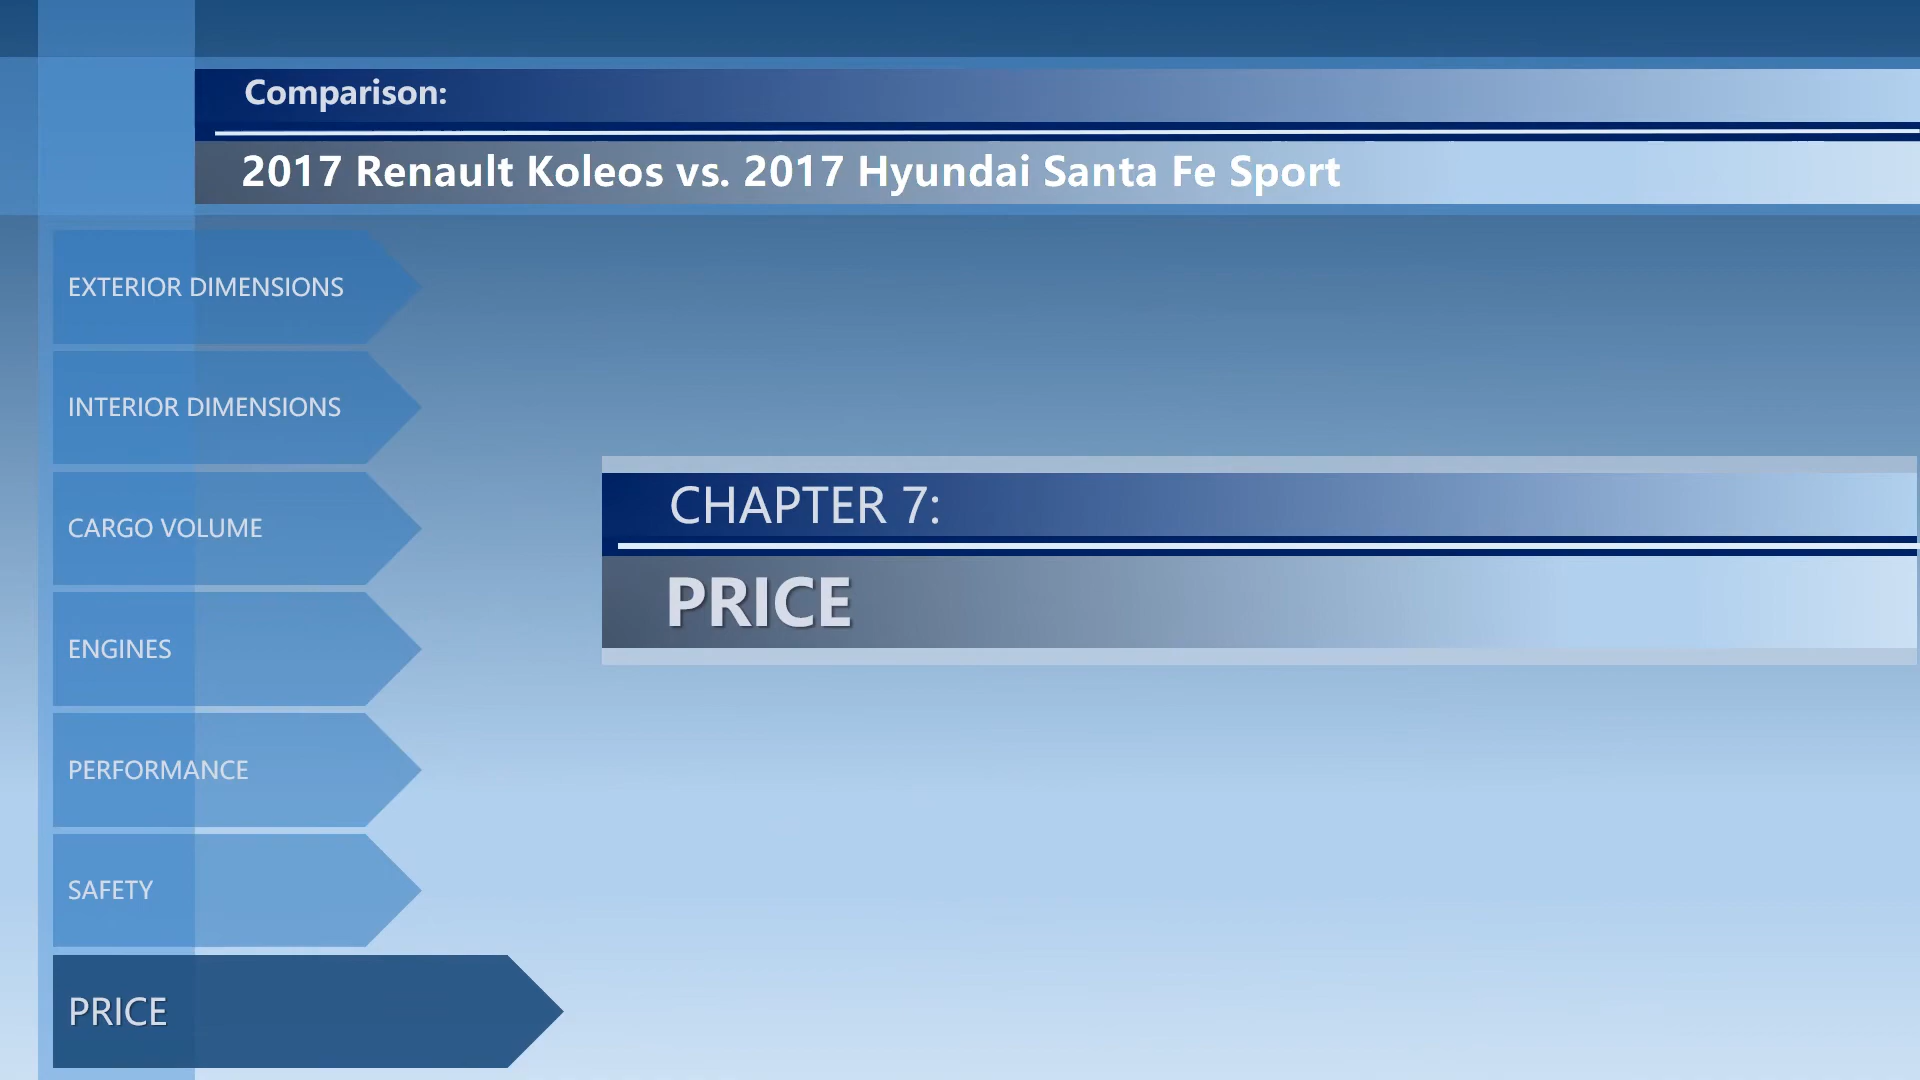 Comparison:
2017 Renault Koleos vs. 2017 Hyundai Santa Fe Sport
EXTERIOR DIMENSIONS
INTERIOR DIMENSIONS
CARGO VOLUME
ENGINES
PERFORMANCE
SAFETY
PRICE
CHAPTER 7:
PRICE